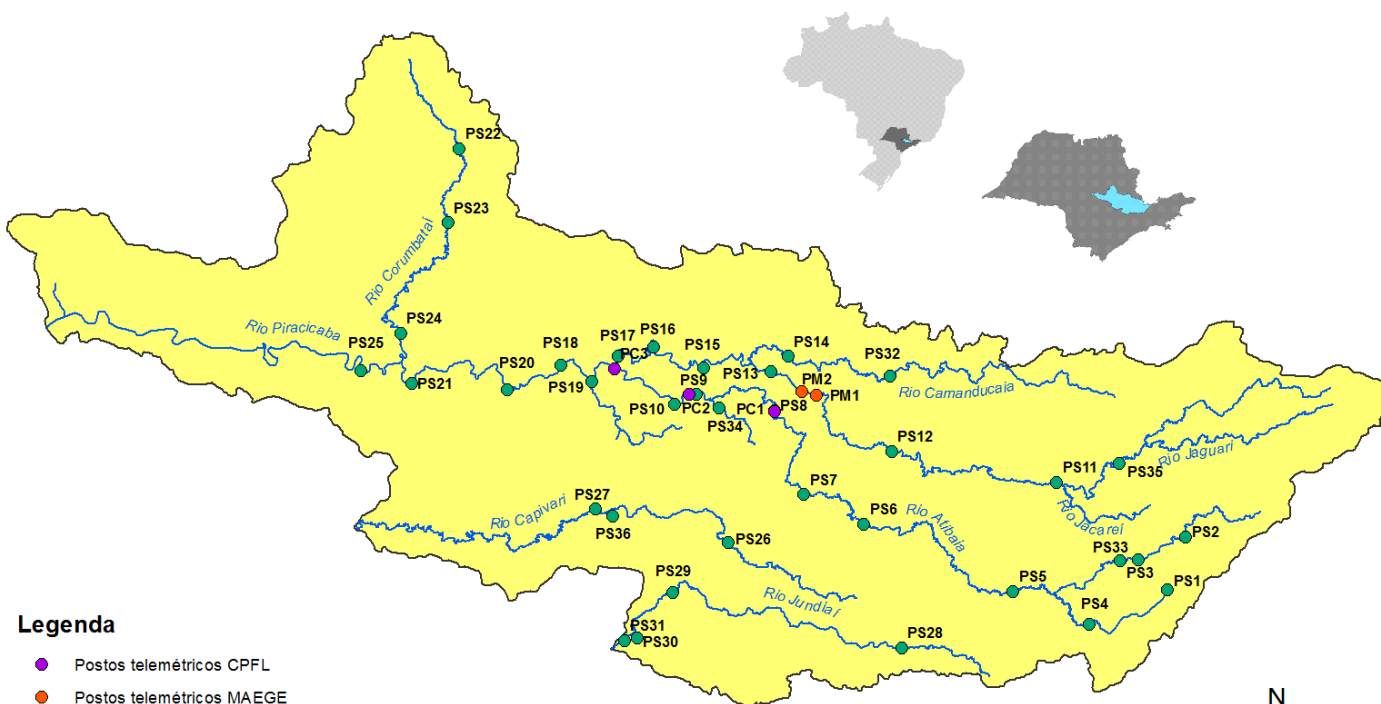 PS22
PS23
Rio Corumbataí
PS24
Rio Piracicaba
PS25
PS21
PS20
PS18
PS19
PS17
PC3
PS16
PS15
PS14
PS13
PS32
Rio Camanducaia
PM2
PM1
PS9
PS10
PC2
PS34
PC1
PS8
PS12
PS11
PS35
Rio Jaguari
Rio Jacareí
PS7
PS6
Rio Atibaia
PS2
PS33
PS3
PS1
PS5
PS4
PS27
Rio Capivari
PS36
PS26
PS29
Rio Jundiaí
PS31
PS30
PS28
Legenda
Postos telemétricos CPFL
Postos telemétricos MAEGE
N